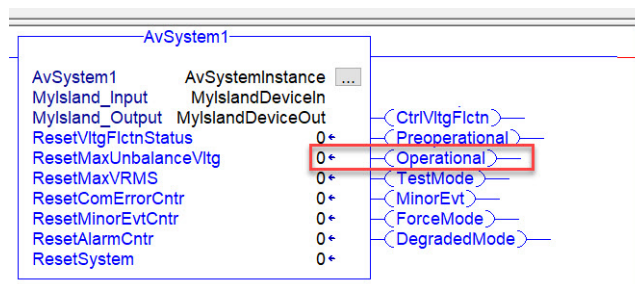 AvSystem1
AvSystem1 AvSystemInstance ...
MyIsland_Input MyIslandDeviceIn
MyIsland_Output MyIslandDeviceOut CtrlVltgFlctn
ResetVltgFlctnStatus 0 Preoperational
ResetMaxUnbalanceVltg 0 Operational
ResetMaxVRMS 0 TestMode
ResetComErrorCntr 0 MinorEvt
ResetMinorEvtCntr 0 ForceMode
ResetAlarmCntr 0 DegradedMode
ResetSystem 0